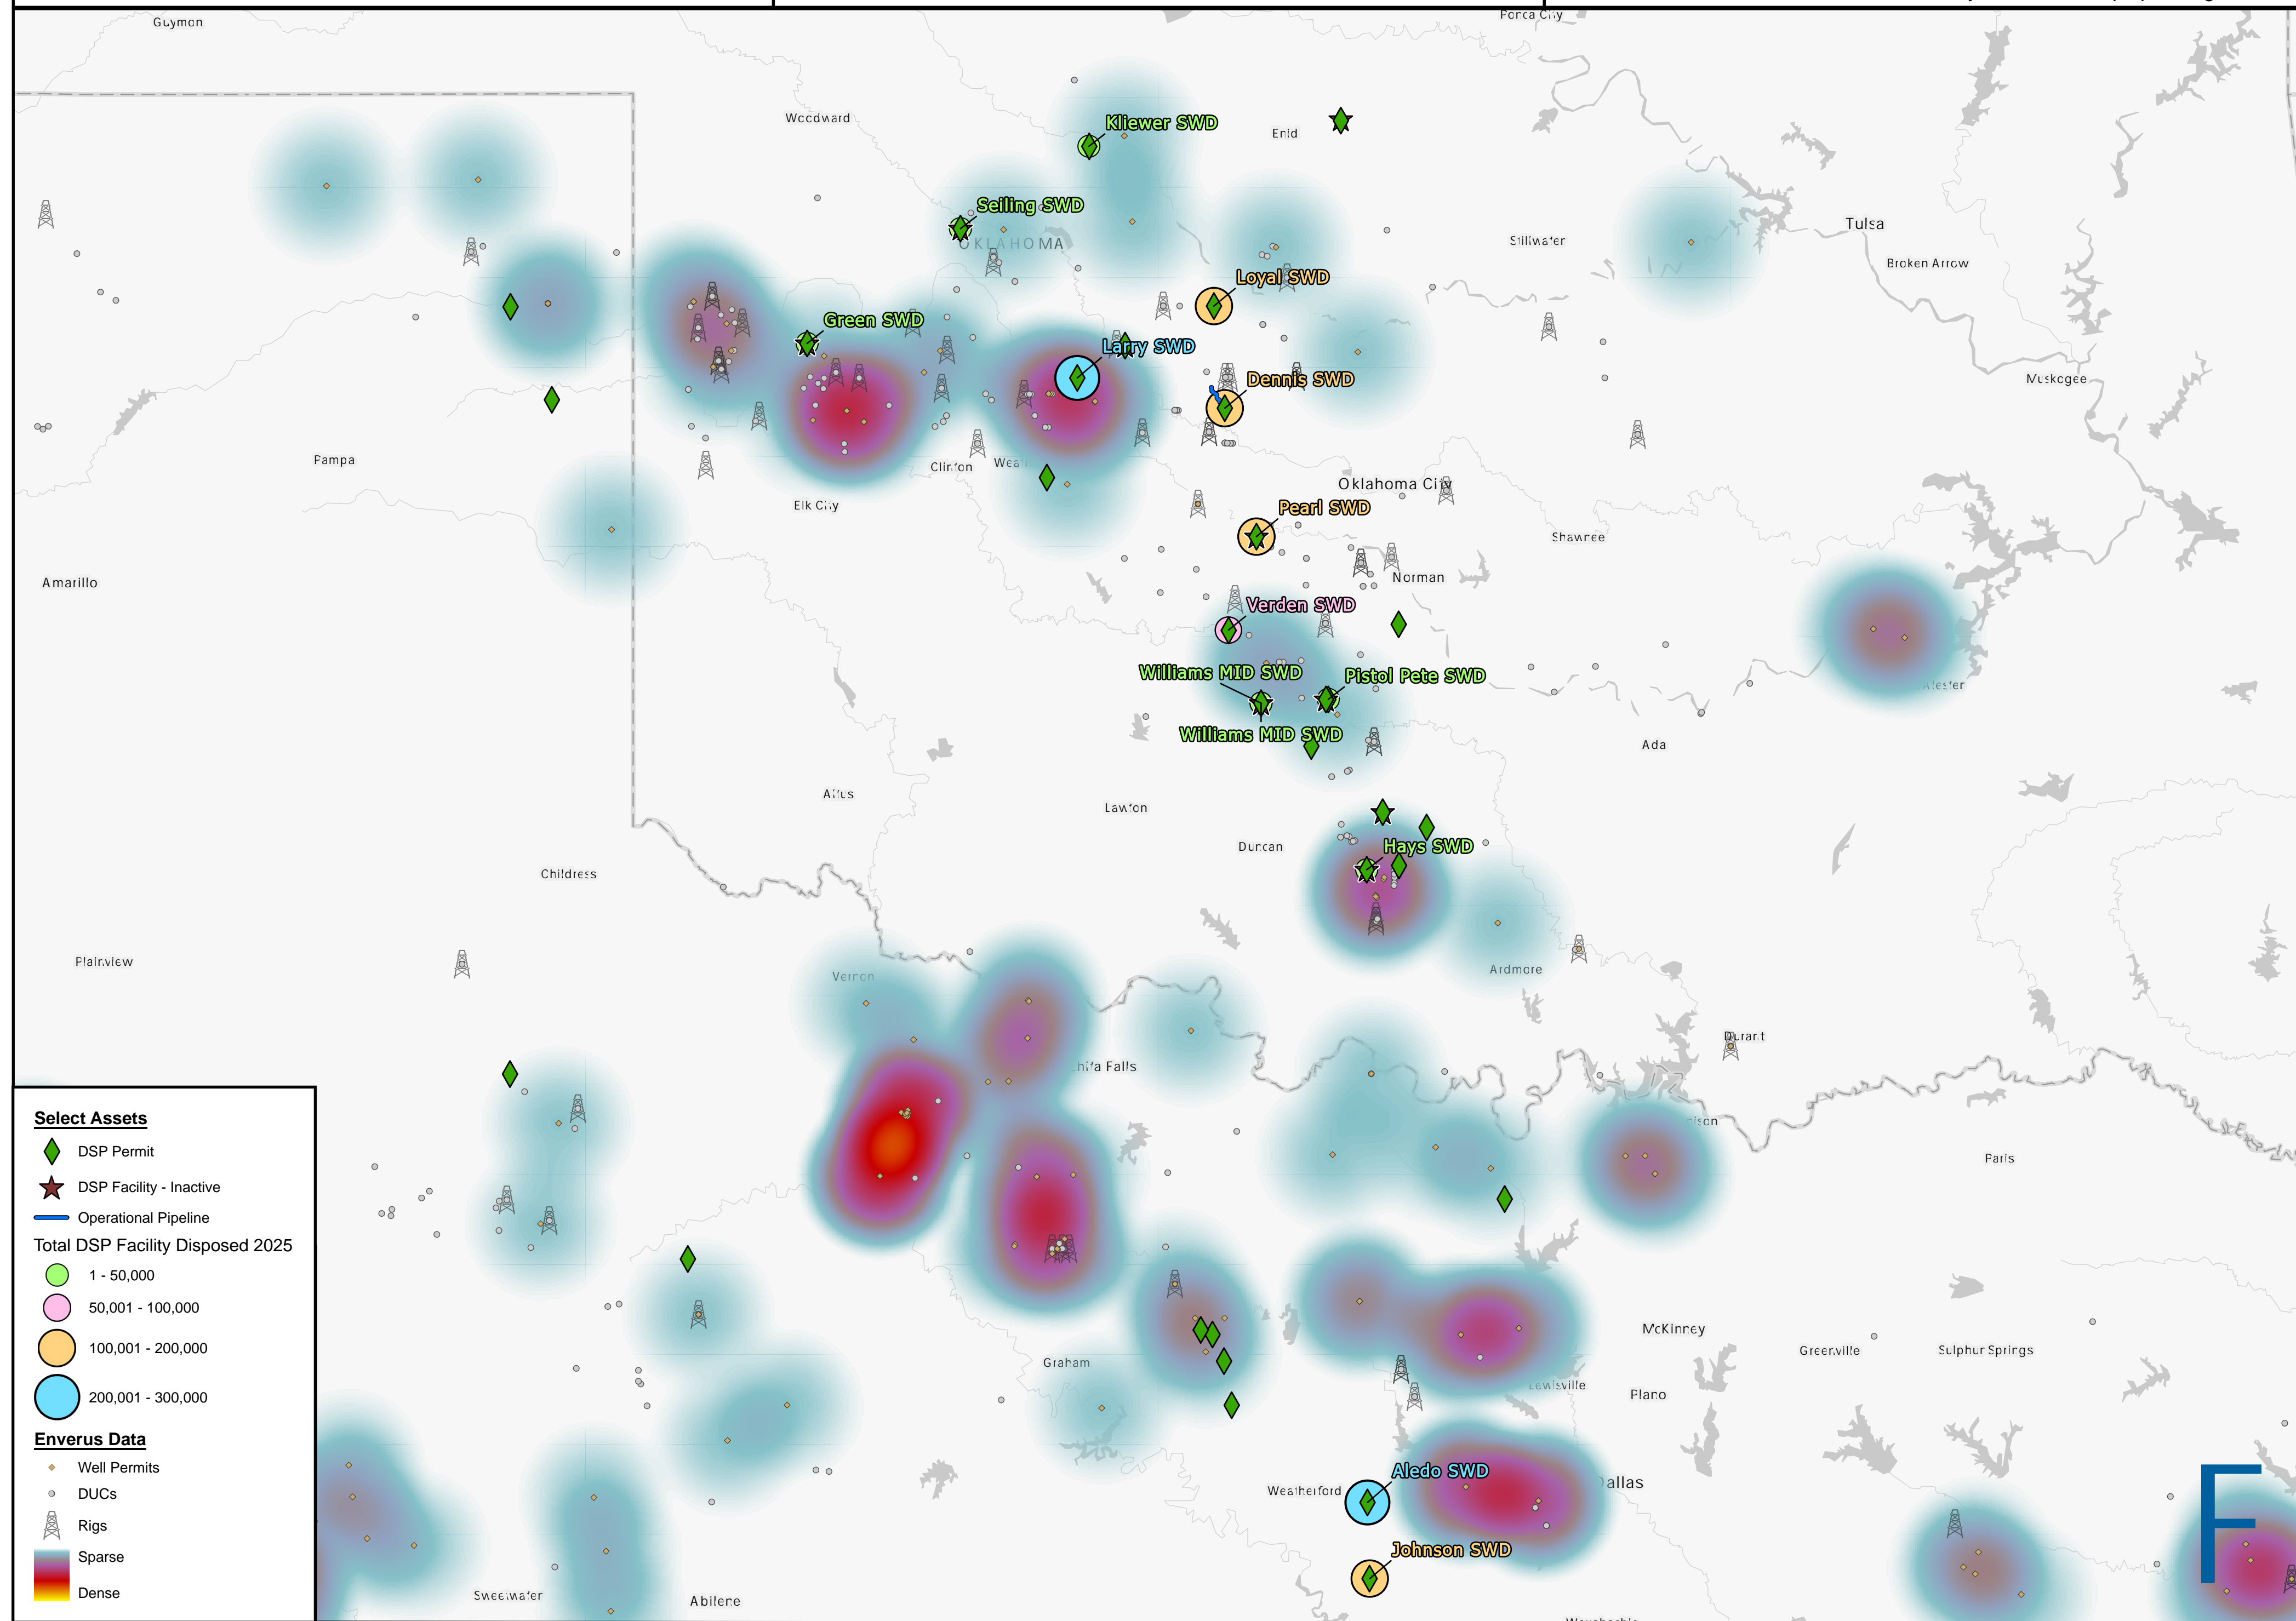 Guymon
Ponca City
Woodward
Kliewer SWD
Enid
Seiling SWD
OKLAHOMA
Stillwater
Tulsa
Broken Arrow
Loyal SWD
Green SWD
Larry SWD
Dennis SWD
Muskogee
Pampa
Clinton
Wea
Elk City
Oklahoma City
Pearl SWD
Shawnee
Amarillo
Norman
Verden SWD
Williams MID SWD
Pistol Pete SWD
Alester
Williams MID SWD
Ada
Altus
Lawton
Duncan
Hays SWD
Childress
Plainview
Vernon
Ardmore
Durant
chita Falls
nison
Paris
Select Assets
DSP Permit
DSP Facility - Inactive
Operational Pipeline
Total DSP Facility Disposed 2025
1 - 50,000
50,001 - 100,000
100,001 - 200,000
200,001 - 300,000
Enverus Data
Well Permits
DUCs
Rigs
Sparse
Dense
McKinney
Greenville
Sulphur Springs
Graham
Lewisville
Plano
Aledo SWD
Weatherford
Dallas
Johnson SWD
Sweetwater
Abilene
F